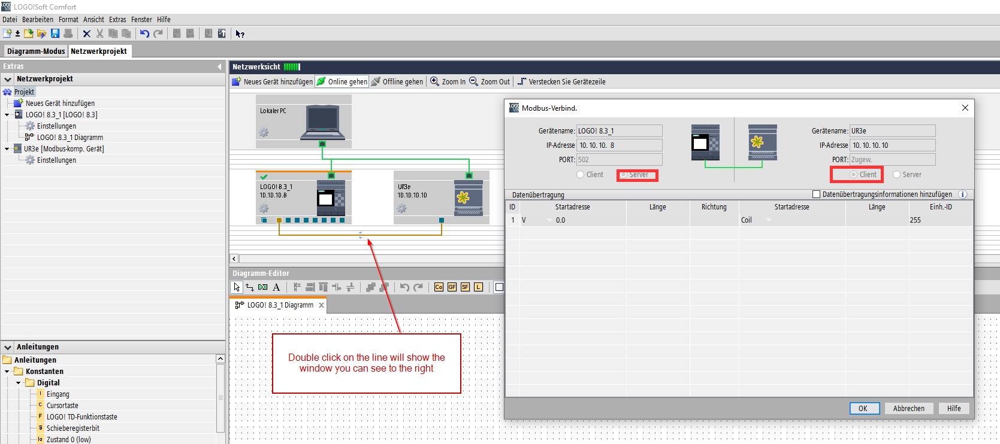 LOGO!Soft Comfort
Datei Bearbeiten Format Ansicht Extras Fenster Hilfe
Diagramm-Modus Netzwerkprojekt
Extras
Netzwerkprojekt
Projekt
Neues Gerät hinzufügen
LOGO! 8.3_1 [LOGO! 8.3]
Einstellungen
LOGO! 8.3_1 Diagramm
UR3e [Modbus-komp. Gerät]
Einstellungen
Anleitungen
Anleitungen
Konstanten
Digital
I Eingang
C Cursortaste
F LOGO! TD-Funktionstaste
S Schieberegisterbit
lo Zustand 0 (low)
Netzwerksicht
Neues Gerät hinzufügen Online gehen Offline gehen Zoom In Zoom Out Verstecken Sie Gerätezeile
Lokaler PC
LOGO! 8.3_1
10.10.10.8
UR3e
10.10.10.10
Diagramm-Editor
A Co GF SF L
LOGO! 8.3_1 Diagramm
Double click on the line will show the
window you can see to the right
Modbus-Verbind.
Gerätename: LOGO! 8.3_1
IP-Adresse 10. 10. 10. 8
PORT: 502
Client Server
Gerätename: UR3e
IP-Adresse 10. 10. 10. 10
PORT: Zugew.
Client Server
Datenübertragung
Datenübertragungsinformationen hinzufügen
ID Startadresse Länge Richtung Startadresse Länge Einh.-ID
1 V 0.0 Coil 255
OK Abbrechen Hilfe